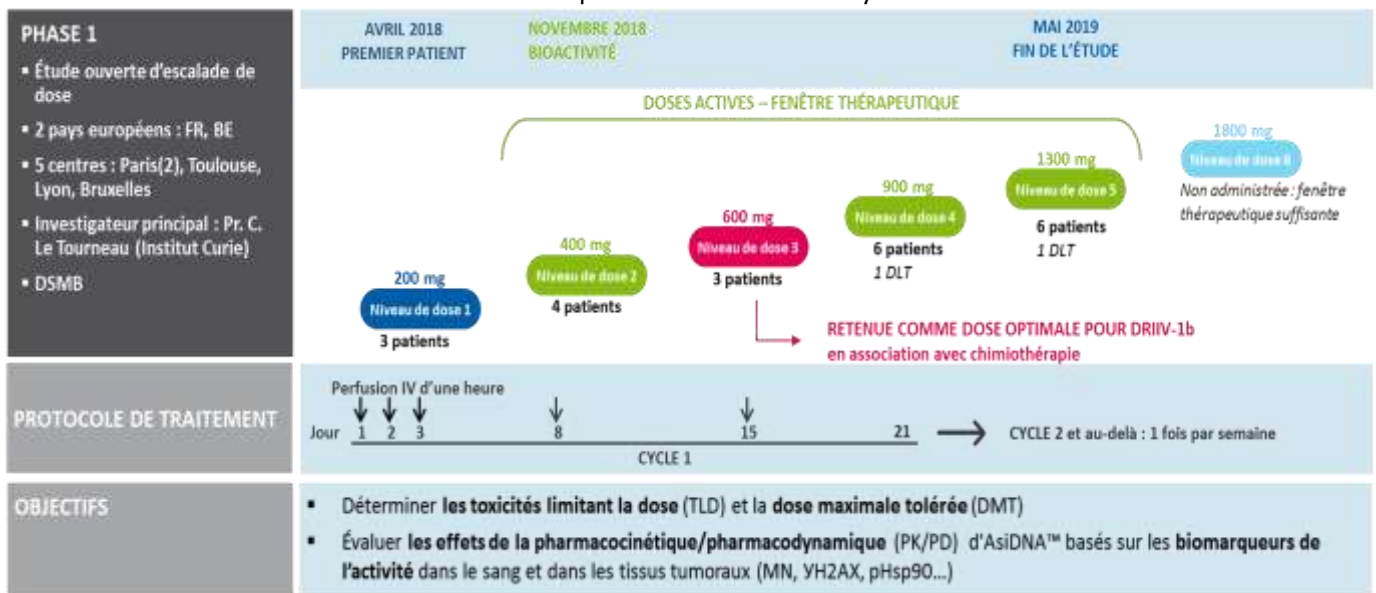 PHASE 1
▪ Étude ouverte d'escalade de
dose
▪ 2 pays européens : FR, BE
▪ 5 centres : Paris(2), Toulouse,
Lyon, Bruxelles
▪ Investigateur principal : Pr. C.
Le Tourneau (Institut Curie)
▪ DSMB
AVRIL 2018
PREMIER PATIENT
NOVEMBRE 2018
BIOACTIVITÉ
MAI 2019
FIN DE L'ÉTUDE
DOSES ACTIVES – FENÊTRE THÉRAPEUTIQUE
200 mg
Niveau de dose 1
3 patients
400 mg
Niveau de dose 2
4 patients
600 mg
Niveau de dose 3
3 patients
900 mg
Niveau de dose 4
6 patients
1 DLT
1300 mg
Niveau de dose 5
6 patients
1 DLT
1800 mg
Niveau de dose 6
Non administrée : fenêtre
thérapeutique suffisante
RETENUE COMME DOSE OPTIMALE POUR DRIIV-1b
en association avec chimiothérapie
PROTOCOLE DE TRAITEMENT
Perfusion IV d'une heure
Jour 1 2 3 8 15 21 CYCLE 2 et au-delà : 1 fois par semaine
CYCLE 1
OBJECTIFS
▪ Déterminer les toxicités limitant la dose (TLD) et la dose maximale tolérée (DMT)
▪ Évaluer les effets de la pharmacocinétique/pharmacodynamique (PK/PD) d'AsiDNA™ basés sur les biomarqueurs de
l'activité dans le sang et dans les tissus tumoraux (MN, ΥH2AX, pHsp90...)